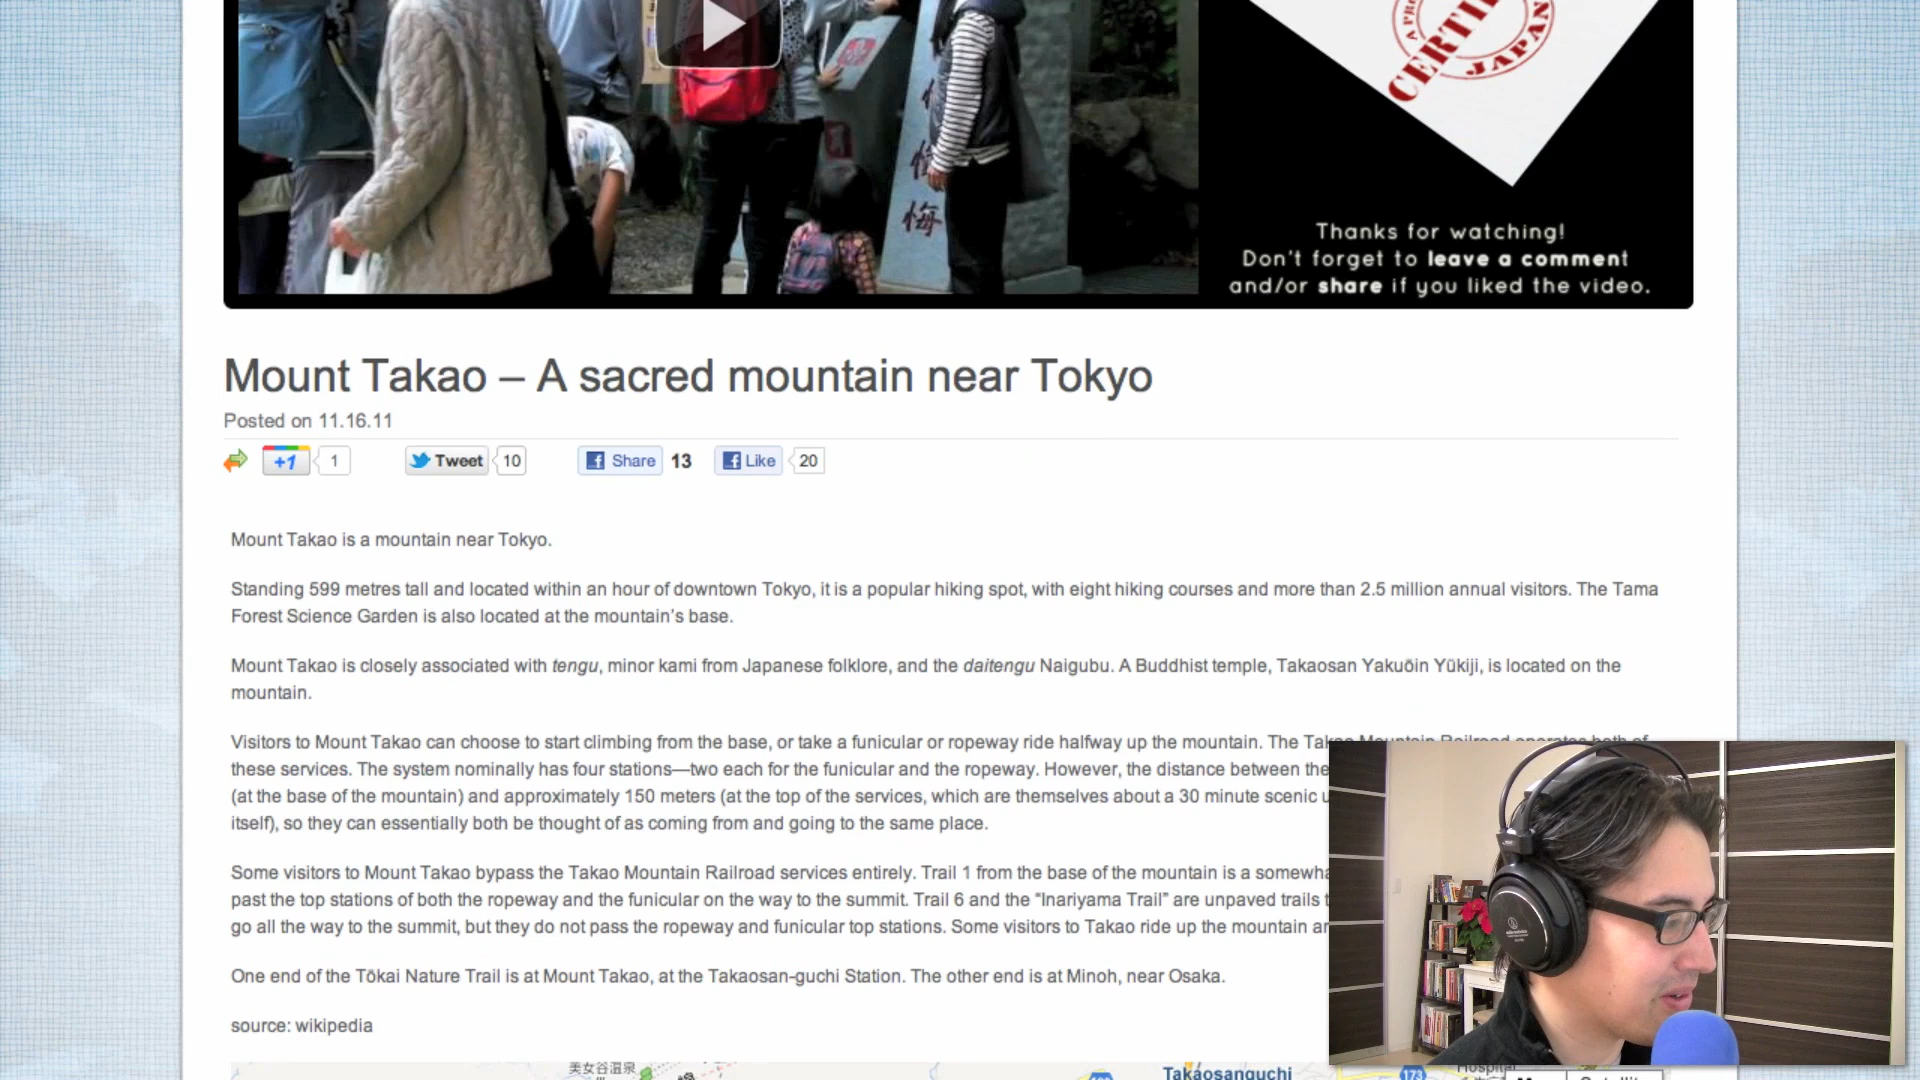 CERTI
JAPAN
悔
Thanks for watching!
Don't forget to leave a comment
and/or share if you liked the video.
Mount Takao – A sacred mountain near Tokyo
Posted on 11.16.11
+1 1 Tweet 10 Share 13 Like 20
Mount Takao is a mountain near Tokyo.
Standing 599 metres tall and located within an hour of downtown Tokyo, it is a popular hiking spot, with eight hiking courses and more than 2.5 million annual visitors. The Tama
Forest Science Garden is also located at the mountain's base.
Mount Takao is closely associated with tengu, minor kami from Japanese folklore, and the daitengu Naigubu. A Buddhist temple, Takaosan Yakuōin Yūkiji, is located on the
mountain.
Visitors to Mount Takao can choose to start climbing from the base, or take a funicular or ropeway ride halfway up the mountain. The Takao Mountain Railroad operates both of
these services. The system nominally has four stations—two each for the funicular and the ropeway. However, the distance between the
(at the base of the mountain) and approximately 150 meters (at the top of the services, which are themselves about a 30 minute scenic
itself), so they can essentially both be thought of as coming from and going to the same place.
Some visitors to Mount Takao bypass the Takao Mountain Railroad services entirely. Trail 1 from the base of the mountain is a somewha
past the top stations of both the ropeway and the funicular on the way to the summit. Trail 6 and the "Inariyama Trail" are unpaved trails
go all the way to the summit, but they do not pass the ropeway and funicular top stations. Some visitors to Takao ride up the mountain
One end of the Tōkai Nature Trail is at Mount Takao, at the Takaosan-guchi Station. The other end is at Minoh, near Osaka.
source: wikipedia
美女谷温泉
Takaosanguchi
173